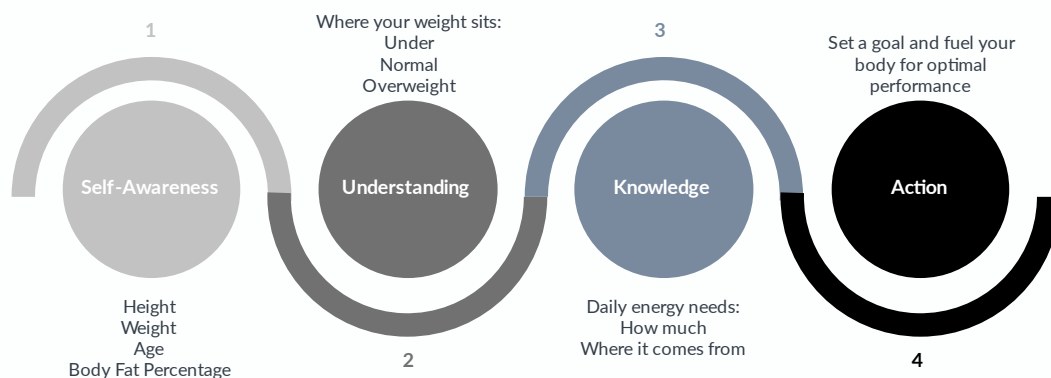 1
Self-Awareness
Height
Weight
Age
Body Fat Percentage
Where your weight sits:
Under
Normal
Overweight
Understanding
2
3
Knowledge
Daily energy needs:
How much
Where it comes from
Set a goal and fuel your
body for optimal
performance
Action
4